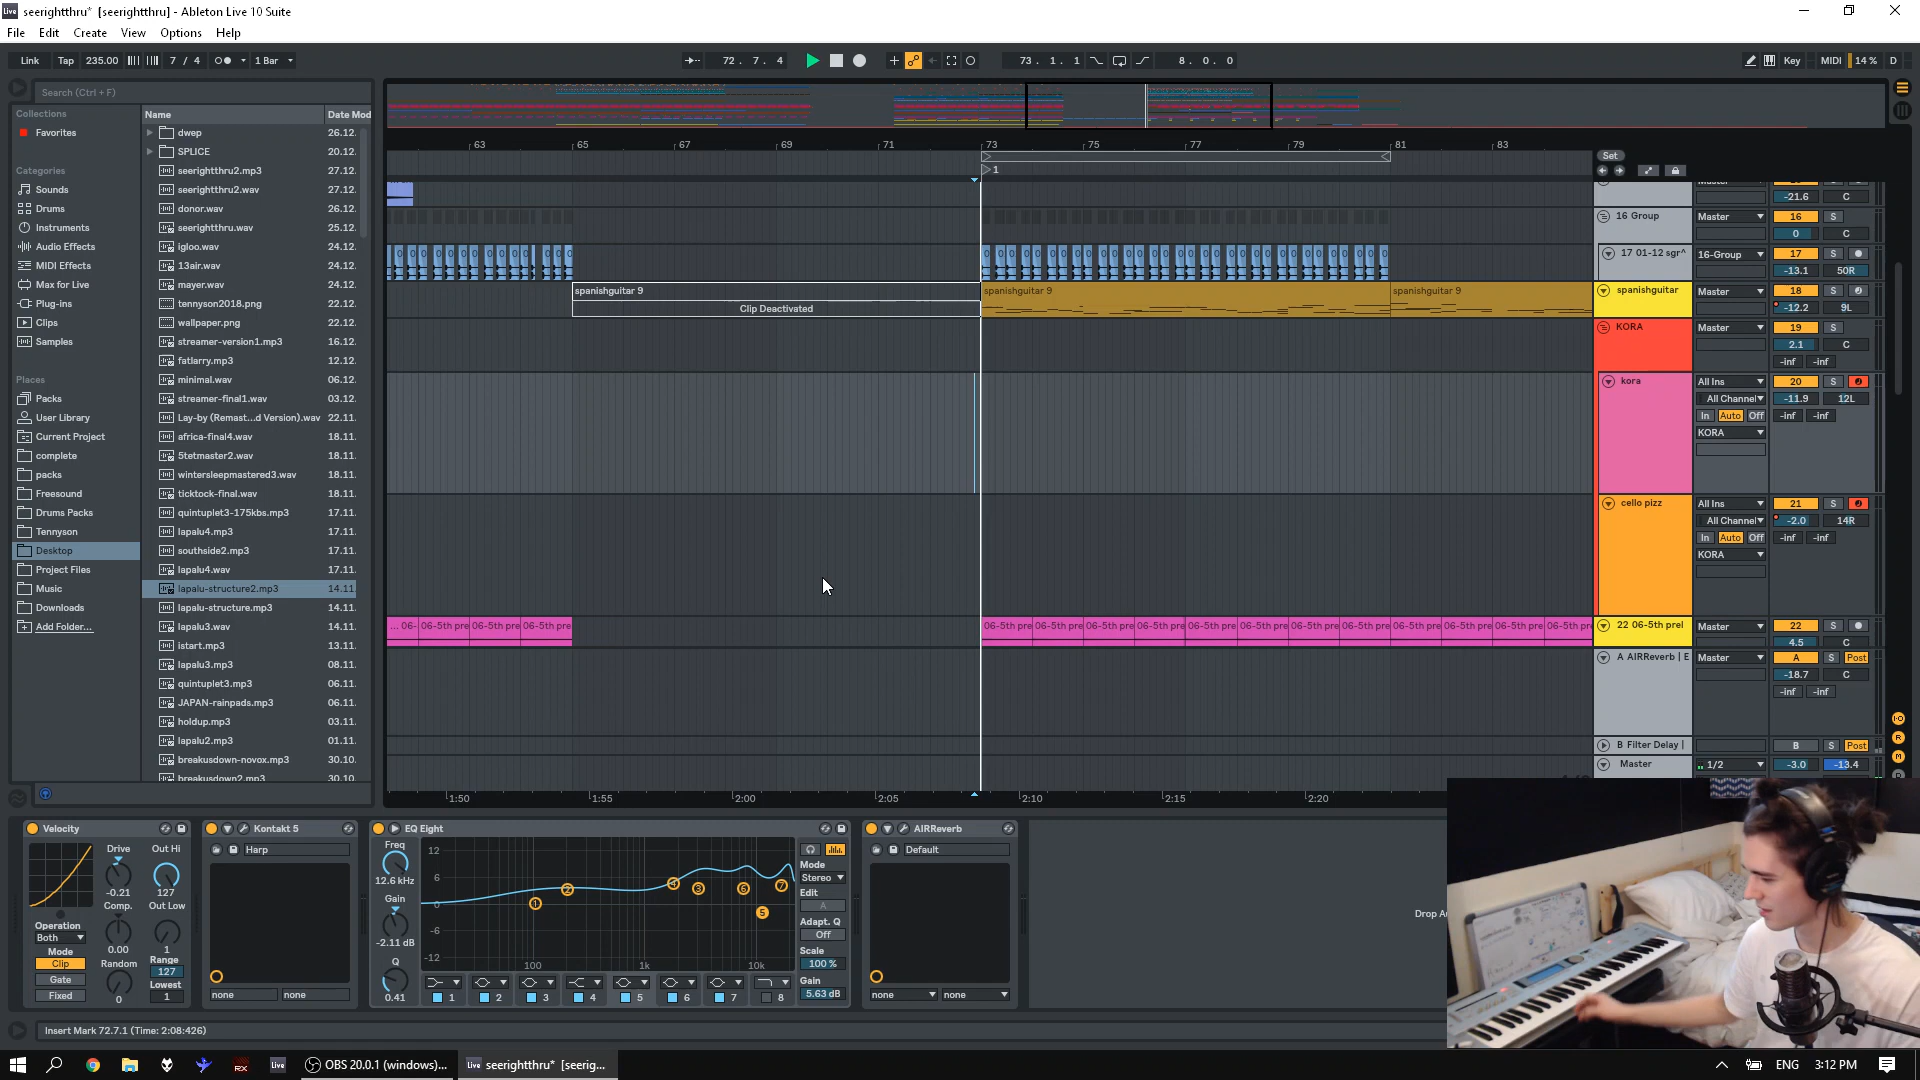 seerightthru* [seerightthru] - Ableton Live 10 Suite
File Edit Create View Options Help
Link Tap 235.00 7 / 4 1 Bar 72 . 7 . 4 73 . 1 . 1 8 . 0 . 0 Key MIDI 14 % D
Search (Ctrl + F)
Collections
Favorites
Categories
Sounds
Drums
Instruments
Audio Effects
MIDI Effects
Max for Live
Plug-ins
Clips
Samples
Places
Packs
User Library
Current Project
complete
packs
Freesound
Drums Packs
Tennyson
Desktop
Project Files
Music
Downloads
Add Folder...
Name Date Mod
dwep 26.12.
SPLICE 20.12.
seerightthru2.mp3 27.12.
seerightthru2.wav 27.12.
donor.wav 26.12.
seerightthru.wav 25.12.
igloo.wav 24.12.
13air.wav 24.12.
mayer.wav 24.12.
tennyson2018.png 22.12.
wallpaper.png 22.12.
streamer-version1.mp3 16.12.
fatlarry.mp3 12.12.
minimal.wav 06.12.
streamer-final1.wav 03.12.
Lay-by (Remast...d Version).wav 22.11.
africa-final4.wav 18.11.
5tetmaster2.wav 18.11.
wintersleepmastered3.wav 18.11.
ticktock-final.wav 18.11.
quintuplet3-175kbs.mp3 17.11.
lapalu4.mp3 17.11.
southside2.mp3 17.11.
lapalu4.wav 17.11.
lapalu-structure2.mp3 14.11.
lapalu-structure.mp3 14.11.
lapalu3.wav 14.11.
istart.mp3 13.11.
lapalu3.mp3 08.11.
quintuplet3.mp3 06.11.
JAPAN-rainpads.mp3 06.11.
holdup.mp3 03.11.
lapalu2.mp3 01.11.
breakusdown-novox.mp3 30.10.
breakusdown2.mp3 30.10.
63 65 67 69 71 73 75 77 79 81 83
Set
1
-21.6 C
16 Group Master 16 S
0 C
17 01-12 sgr^ 16-Group 17 S
-13.1 50R
spanishguitar 9 spanishguitar 9 spanishguitar 9 spanishguitar Master 18 S
Clip Deactivated
-12.2 9L
KORA Master 19 S
2.1 C
-inf -inf
kora All Ins 20 S
All Channel -11.9 12L
In Auto Off -inf -inf
KORA
cello pizz All Ins 21 S
All Channel -2.0 14R
In Auto Off -inf -inf
KORA
... 06- 06-5th pre 06-5th pre 06-5th pre 06-5th pre 06-5th pre 06-5th pre 06-5th pre 06-5th pre 06-5th pre 06-5th pre 06-5th pre 06-5th pre 06-5th pre 06-5th pre 06-5th pre 22 06-5th prel Master 22 S
4.5 C
A AIRReverb | E Master A S Post
-18.7 C
-inf -inf
B Filter Delay | B S Post
Master 1/2 -3.0 -13.4
1:50 1:55 2:00 2:05 2:10 2:15 2:20
Velocity
Drive Out Hi
-0.21 127
Comp. Out Low
Operation
Both
0.00 1
Mode
Clip
Gate
Fixed
Random
0
Range
127
Lowest
1
Kontakt 5
Harp
none none
EQ Eight
Freq
12.6 kHz
Gain
-2.11 dB
Q
0.41
12
6
0
-6
-12
100 1k 10k
1 2 3 4 5 6 7
1 2 3 4 5 6 7 8
Mode
Stereo
Edit
A
Adapt. Q
Off
Scale
100 %
Gain
5.63 dB
AIRReverb
Default
none none
Insert Mark 72.7.1 (Time: 2:08:426)
RX Live OBS 20.0.1 (windows)... Live seerightthru* [seerig... ENG 3:12 PM